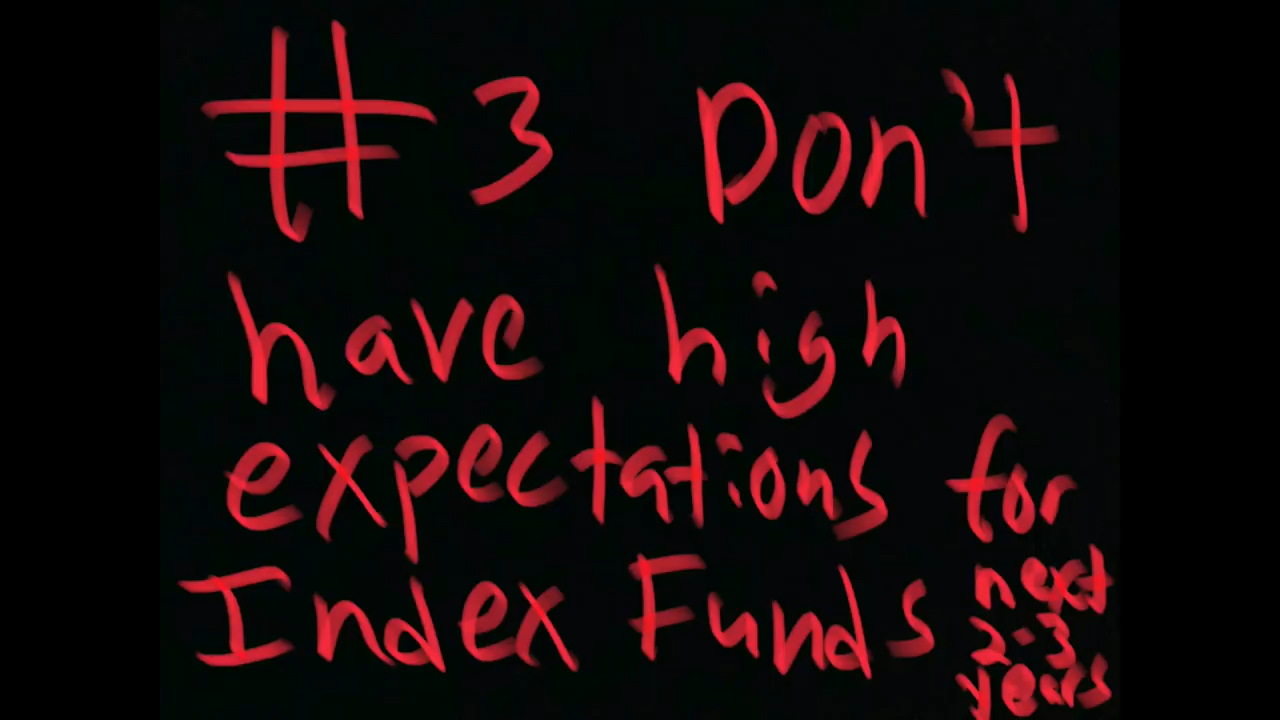 #3 Don't
have high
expectations for
Index Funds next
2-3
years